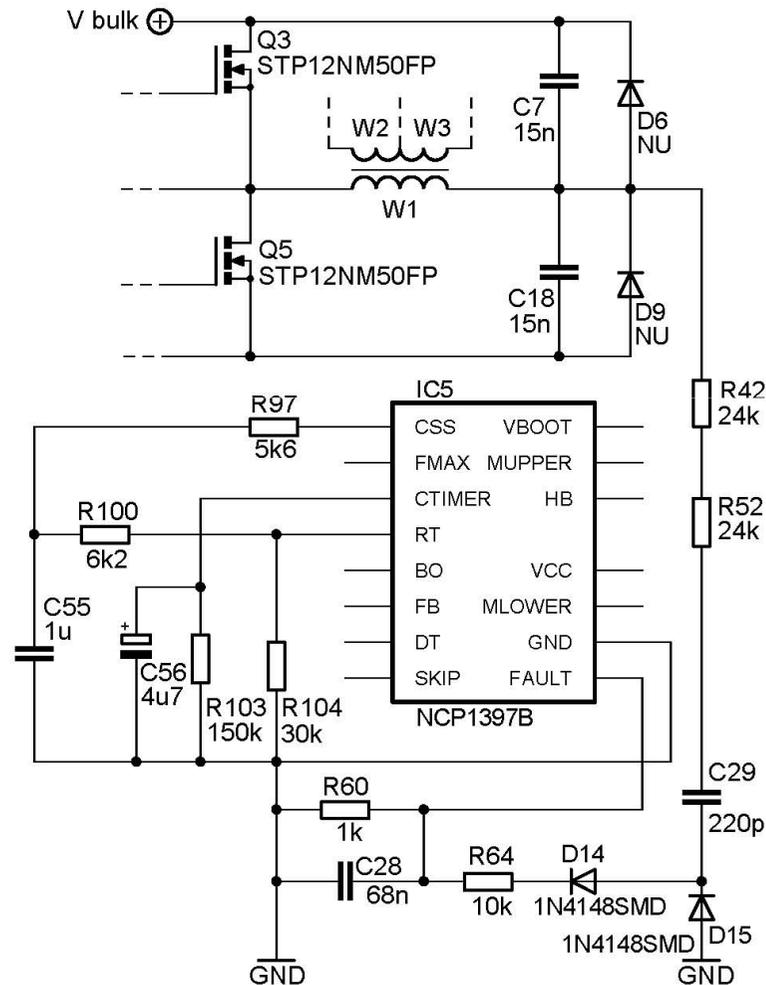 V bulk
Q3
STP12NM50FP
W2 W3
W1
C7
15n
D6
NU
Q5
STP12NM50FP
C18
15n
D9
NU
R97
5k6
IC5
R42
24k
CSS VBOOT
FMAX MUPPER
CTIMER HB
R52
24k
R100
6k2
RT
BO VCC
FB MLOWER
DT GND
SKIP FAULT
NCP1397B
C55
1u
+
C56
4u7
R103
150k
R104
30k
R60
1k
C29
220p
C28
68n
R64
10k
D14
1N4148SMD
1N4148SMD
D15
GND
GND